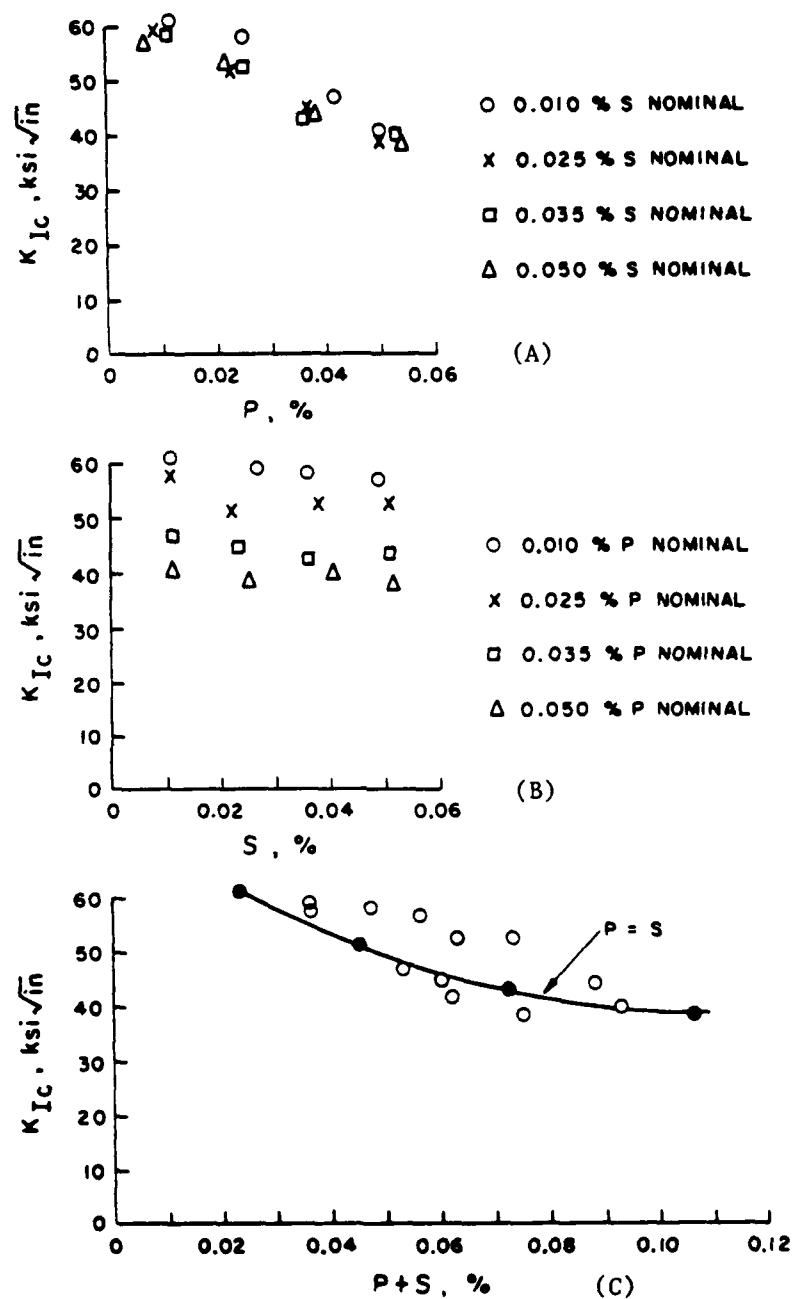 60
50
40
30
20
10
0
K_Ic , ksi √in
0 0.02 0.04 0.06
P , %
○ 0.010 % S NOMINAL
× 0.025 % S NOMINAL
□ 0.035 % S NOMINAL
△ 0.050 % S NOMINAL
(A)
60
50
40
30
20
10
0
K_Ic , ksi √in
0 0.02 0.04 0.06
S , %
○ 0.010 % P NOMINAL
× 0.025 % P NOMINAL
□ 0.035 % P NOMINAL
△ 0.050 % P NOMINAL
(B)
60
50
40
30
20
10
0
K_Ic , ksi √in
P = S
0 0.02 0.04 0.06 0.08 0.10 0.12
P+S , % (C)